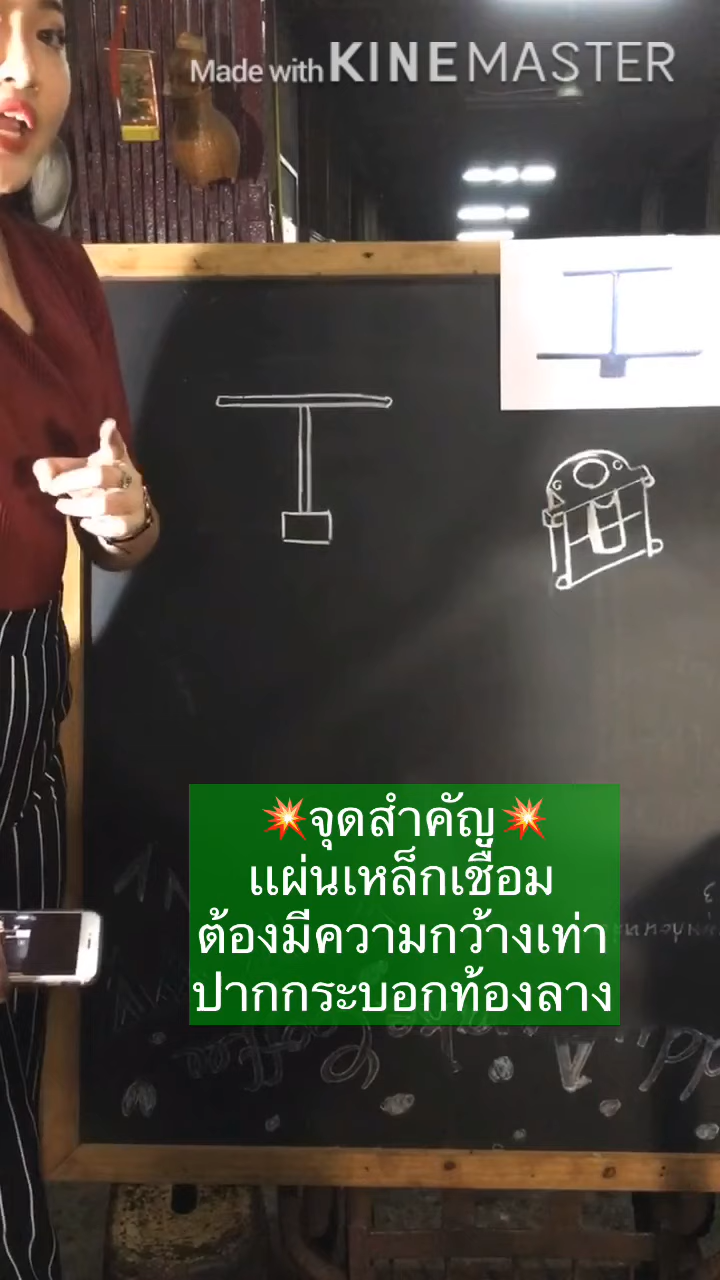 Made with KINEMASTER
💥จุดสำคัญ💥
แผ่นเหล็กเชื่อม
ต้องมีความกว้างเท่า
ปากกระบอกท้องลาง